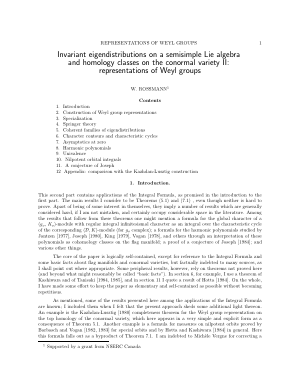 REPRESENTATIONS OF WEYL GROUPS 1
Invariant eigendistributions on a semisimple Lie algebra
and homology classes on the conormal variety II:
representations of Weyl groups
W. ROSSMANN¹
Contents
1 Introduction
2 Construction of Weyl group representations
3 Specialization
4 Springer theory
5 Coherent families of eigendistributions
6 Character contours and characteristic cycles
7 Asymptotics at zero
8 Harmonic polynomials
9 Unitariness
10. Nilpotent orbital integrals
11 A conjecture of Joseph
12 Appendix: comparison with the Kazhdan-Lusztig construction
1. Introduction.
This second part contains applications of the Integral Formula, as promised in the introduction to the
first part. The main results I consider to be Theorems (5.1) and (7.1), even though neither is hard to
prove. Apart of being of some interest in themselves, they imply a number of results which are generally
considered hard, if I am not mistaken, and certainly occupy considerable space in the literature. Among
the results that follow from these theorems one might mention a formula for the global character of a
module with regular integral infinitesimal character as an integral over the characteristic cycle
of the corresponding
module (for complex); a formula for the harmonic polynomials studied by
Joseph [1980], King [1979], Vogan [1978], and others through an interpretation of these
polynomials as cohomology classes on the flag manifold; a proof of a conjecture of Joseph [1984]; and
various other things.
The core of the paper is logically self-contained, except for reference to the Integral Formula and
some basic facts about flag manifolds and conormal varieties, but factually indebted to many sources, as
I shall point out where appropriate. Some peripheral results, however, rely on theorems not proved here
(and beyond what might reasonably be called "basic facts"). In section 6, for example, I use a theorem of
Kashiwara and of Tanisaki [1984, 1985], and in section 11 I quote a result of Hotta [1984]. On the whole,
I have made some effort to keep the paper as elementary and self-contained as possible without becoming
repetitious.
As mentioned, some of the results presented here among the applications of the Integral Formula
are known; I included them when I felt that the present approach sheds some additional light thereon.
An example is the Kazhdan-Lusztig [1980] completeness theorem for the Weyl group representation on
the top homology of the conormal variety, which here appears in a very simple and explicit form as a
consequence of Theorem 5.1. Another example is a formula for measures on nilpotent orbits proved by
Barbasch and Vogan [1982, 1983] for special orbits and by Hotta and Kashiwara [1984] in general. Here
this formula falls out as a byproduct of Theorem 7.1. I am indebted to Michèle Vergne for correcting a
¹ Supported by a grant from NSERC Canada.